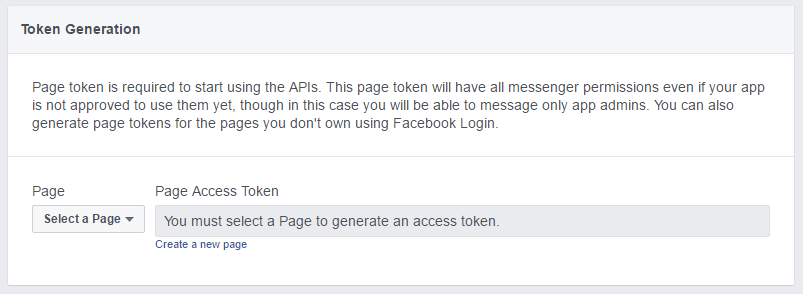 Token Generation
Page token is required to start using the APIs. This page token will have all messenger permissions even if your app
is not approved to use them yet, though in this case you will be able to message only app admins. You can also
generate page tokens for the pages you don't own using Facebook Login.
Page
Page Access Token
Select a Page
You must select a Page to generate an access token.
Create a new page